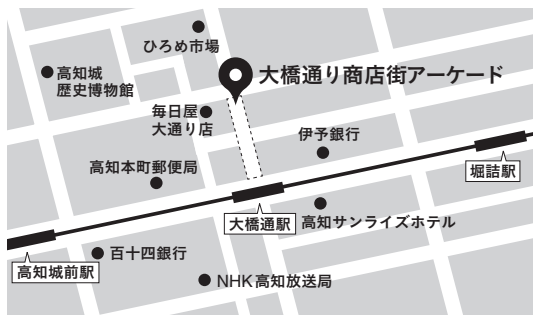 ひろめ市場
高知城
歴史博物館
大橋通り商店街アーケード
毎日屋
大通り店
伊予銀行
高知本町郵便局
堀詰駅
大橋通駅
高知サンライズホテル
高知城前駅
百十四銀行
NHK高知放送局